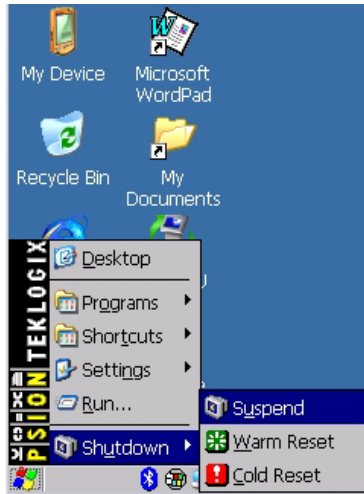 My Device
Microsoft
WordPad
Recycle Bin
My
Documents
Desktop
Programs
Shortcuts
Settings
Run...
Shutdown
Suspend
Warm Reset
Cold Reset
PSION TEKLOGIX